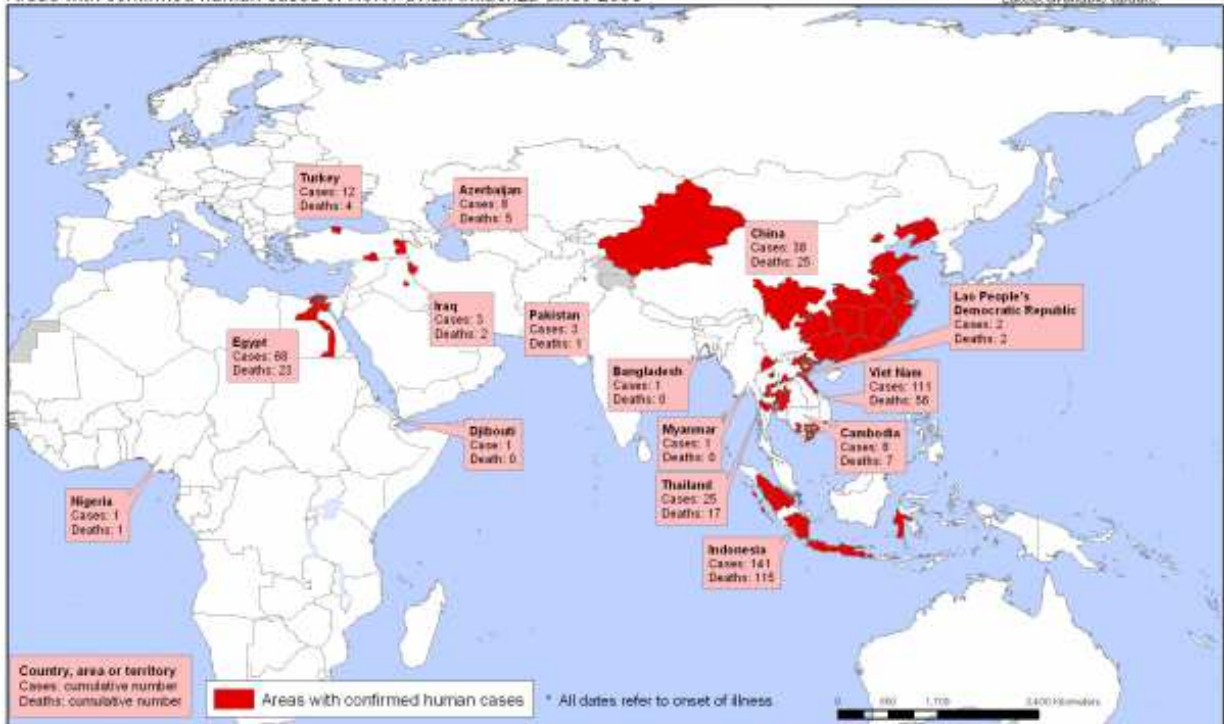 Turkey
Cases: 12
Deaths: 4
Azerbaijan
Cases: 8
Deaths: 5
China
Cases: 38
Deaths: 25
Lao People's
Democratic Republic
Cases: 2
Deaths: 2
Iraq
Cases: 3
Deaths: 2
Pakistan
Cases: 3
Deaths: 1
Egypt
Cases: 68
Deaths: 23
Bangladesh
Cases: 1
Deaths: 0
Viet Nam
Cases: 111
Deaths: 56
Djibouti
Case: 1
Death: 0
Myanmar
Cases: 1
Deaths: 0
Cambodia
Cases: 8
Deaths: 7
Nigeria
Cases: 1
Deaths: 1
Thailand
Cases: 25
Deaths: 17
Indonesia
Cases: 141
Deaths: 115
Country, area or territory
Cases: cumulative number
Deaths: cumulative number
Areas with confirmed human cases
* All dates refer to onset of illness
0
Kilometers